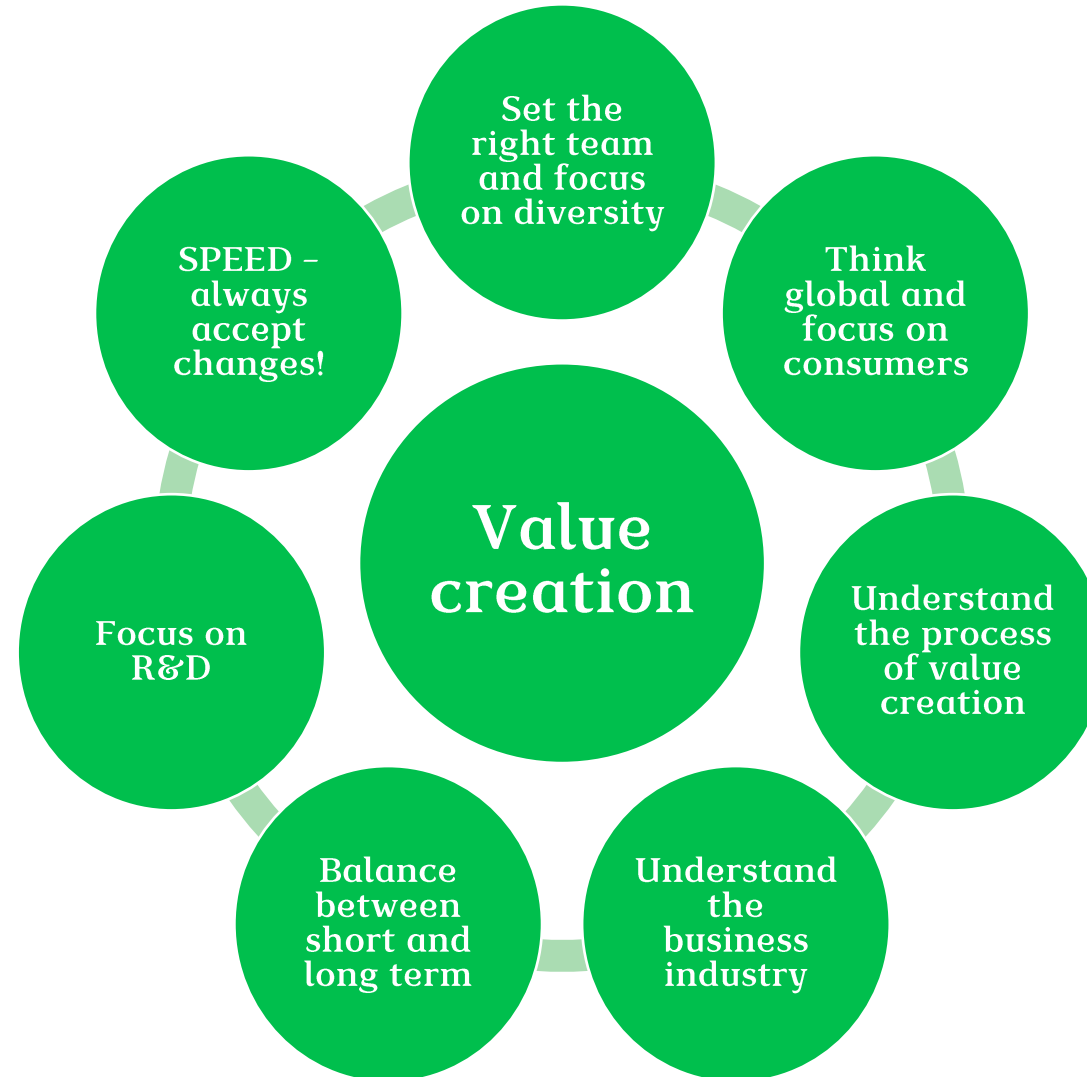 Set the
right team
and focus
on diversity
Think
global and
focus on
consumers
Understand
the process
of value
creation
Understand
the
business
industry
Balance
between
short and
long term
Focus on
R&D
SPEED –
always
accept
changes!
Value
creation